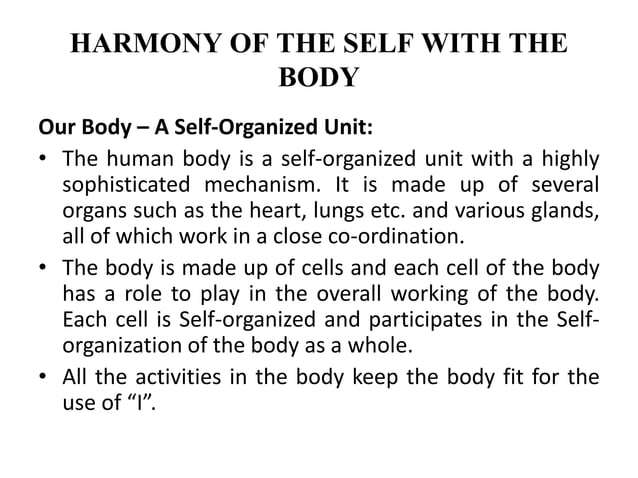 HARMONY OF THE SELF WITH THE
BODY
Our Body – A Self-Organized Unit:
• The human body is a self-organized unit with a highly
sophisticated mechanism. It is made up of several
organs such as the heart, lungs etc. and various glands,
all of which work in a close co-ordination.
• The body is made up of cells and each cell of the body
has a role to play in the overall working of the body.
Each cell is Self-organized and participates in the Self-
organization of the body as a whole.
• All the activities in the body keep the body fit for the
use of “I”.